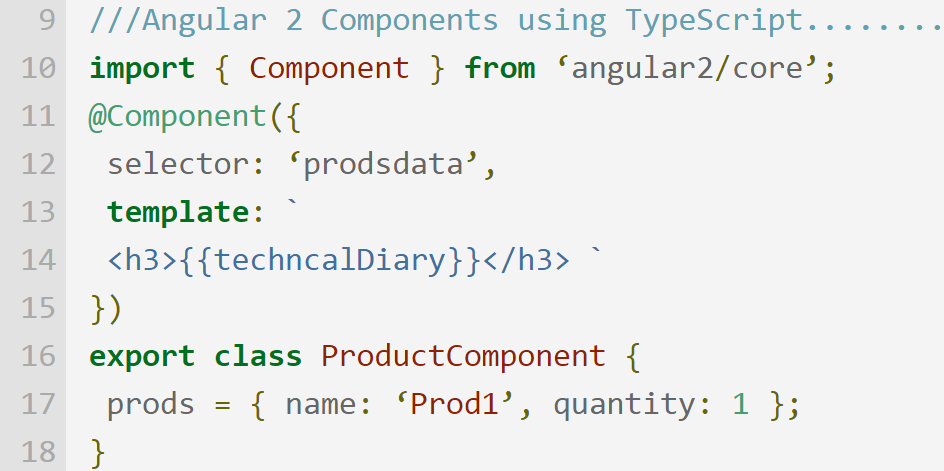 9 ///Angular 2 Components using TypeScript........
10 import { Component } from ‘angular2/core’;
11 @Component({
12 selector: ‘prodsdata’,
13 template: `
14 <h3>{{techncalDiary}}</h3> `
15 })
16 export class ProductComponent {
17 prods = { name: ‘Prod1’, quantity: 1 };
18 }